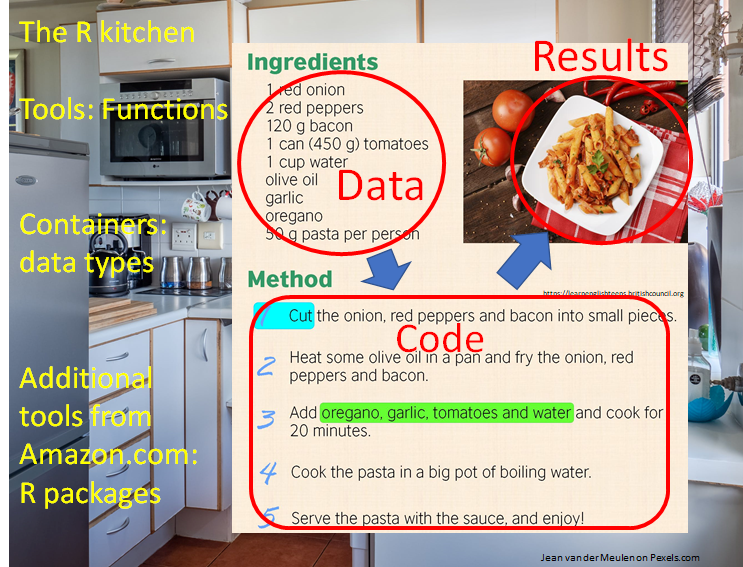 The R kitchen
Tools: Functions
Containers:
data types
Additional
tools from
Amazon.com:
R packages
Ingredients
1 red onion
2 red peppers
120 g bacon
1 can (450 g) tomatoes
1 cup water
olive oil
garlic
oregano
50 g pasta per person
Data
Results
https://learnenglishteens.britishcouncil.org
Method
Code
1 Cut the onion, red peppers and bacon into small pieces.
2 Heat some olive oil in a pan and fry the onion, red
peppers and bacon.
3 Add oregano, garlic, tomatoes and water and cook for
20 minutes.
4 Cook the pasta in a big pot of boiling water.
5 Serve the pasta with the sauce, and enjoy!
Jean van der Meulen on Pexels.com